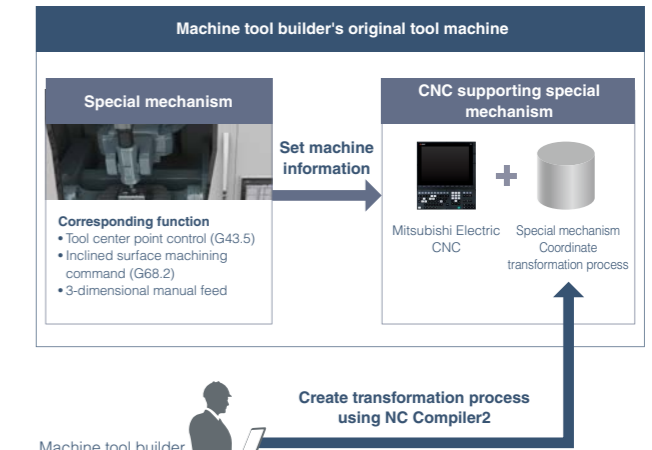 Machine tool builder's original tool machine
Special mechanism
Corresponding function
• Tool center point control (G43.5)
• Inclined surface machining
command (G68.2)
• 3-dimensional manual feed
Set machine
information
CNC supporting special
mechanism
Mitsubishi Electric
CNC
Special mechanism
Coordinate
transformation process
Create transformation process
using NC Compiler2
Machine tool builder